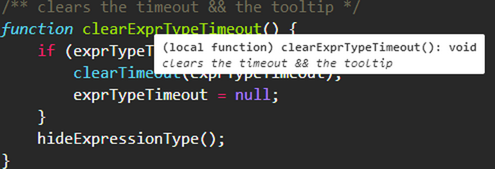 /** clears the timeout && the tooltip */
function clearExprTypeTimeout() {
if (exprTypeT
(local function) clearExprTypeTimeout(): void
clears the timeout && the tooltip
clearTimeout(exprTypeTimeout);
exprTypeTimeout = null;
}
hideExpressionType();
}